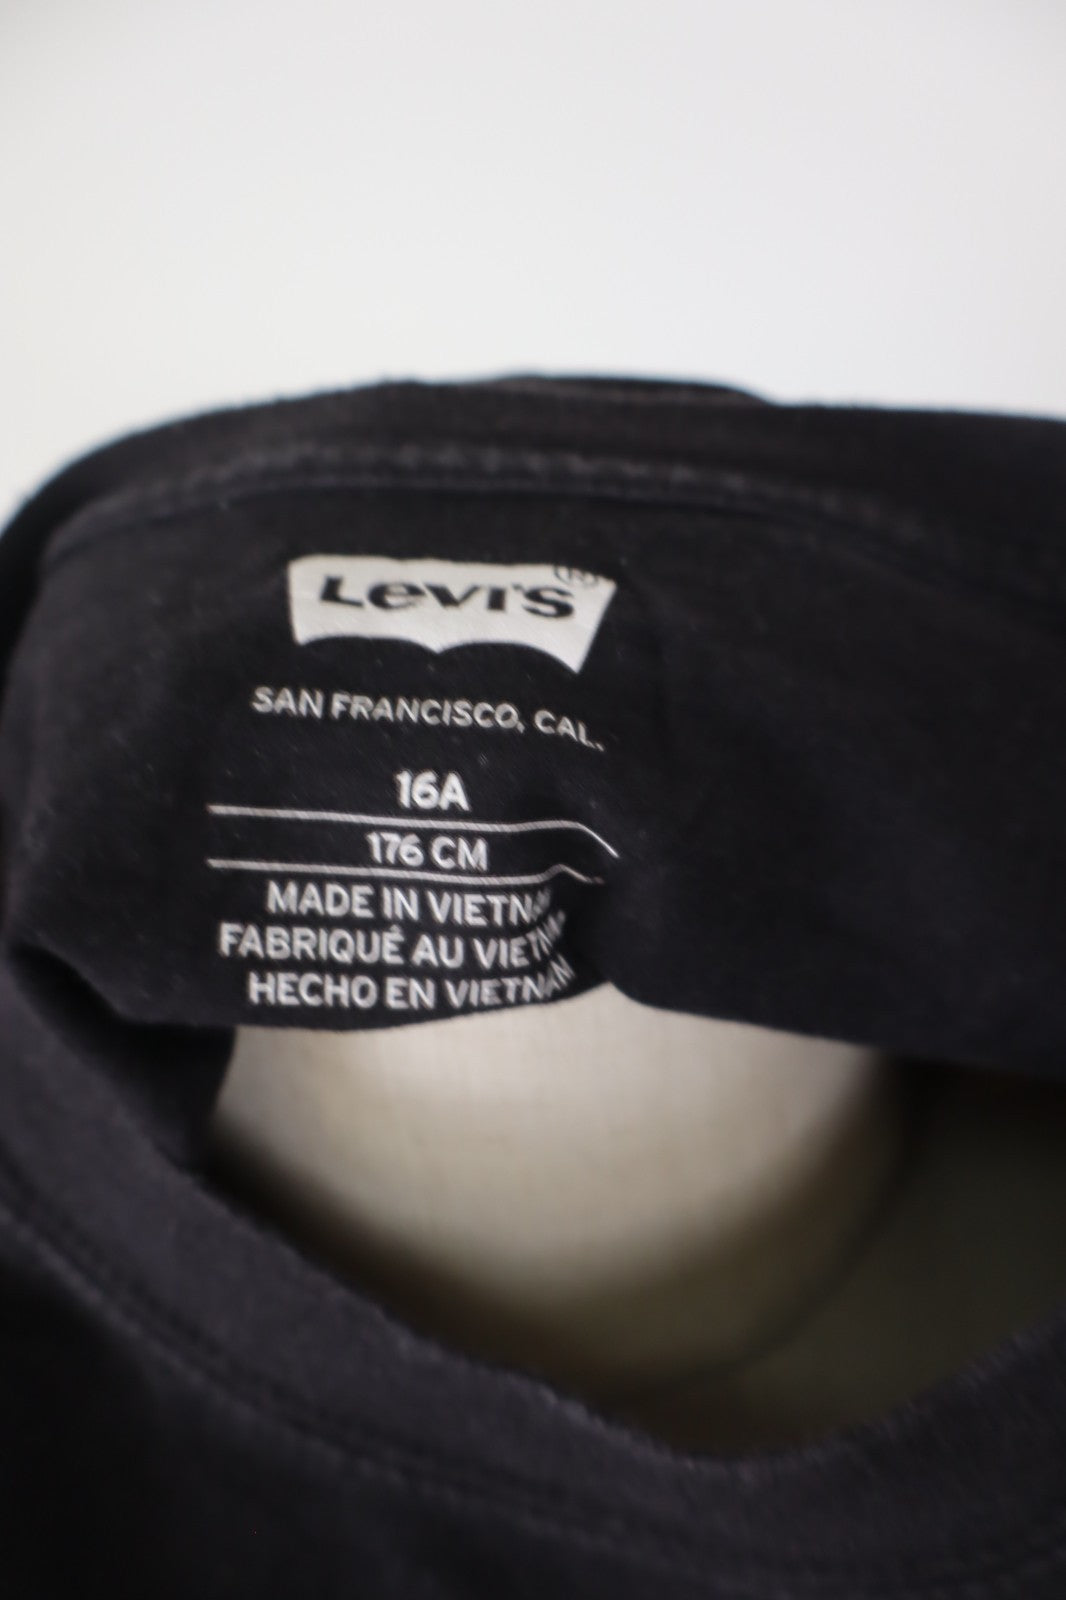 Levi's ®
SAN FRANCISCO, CAL.
16A
176 CM
MADE IN VIETNAM
FABRIQUÉ AU VIETNAM
HECHO EN VIETNAM